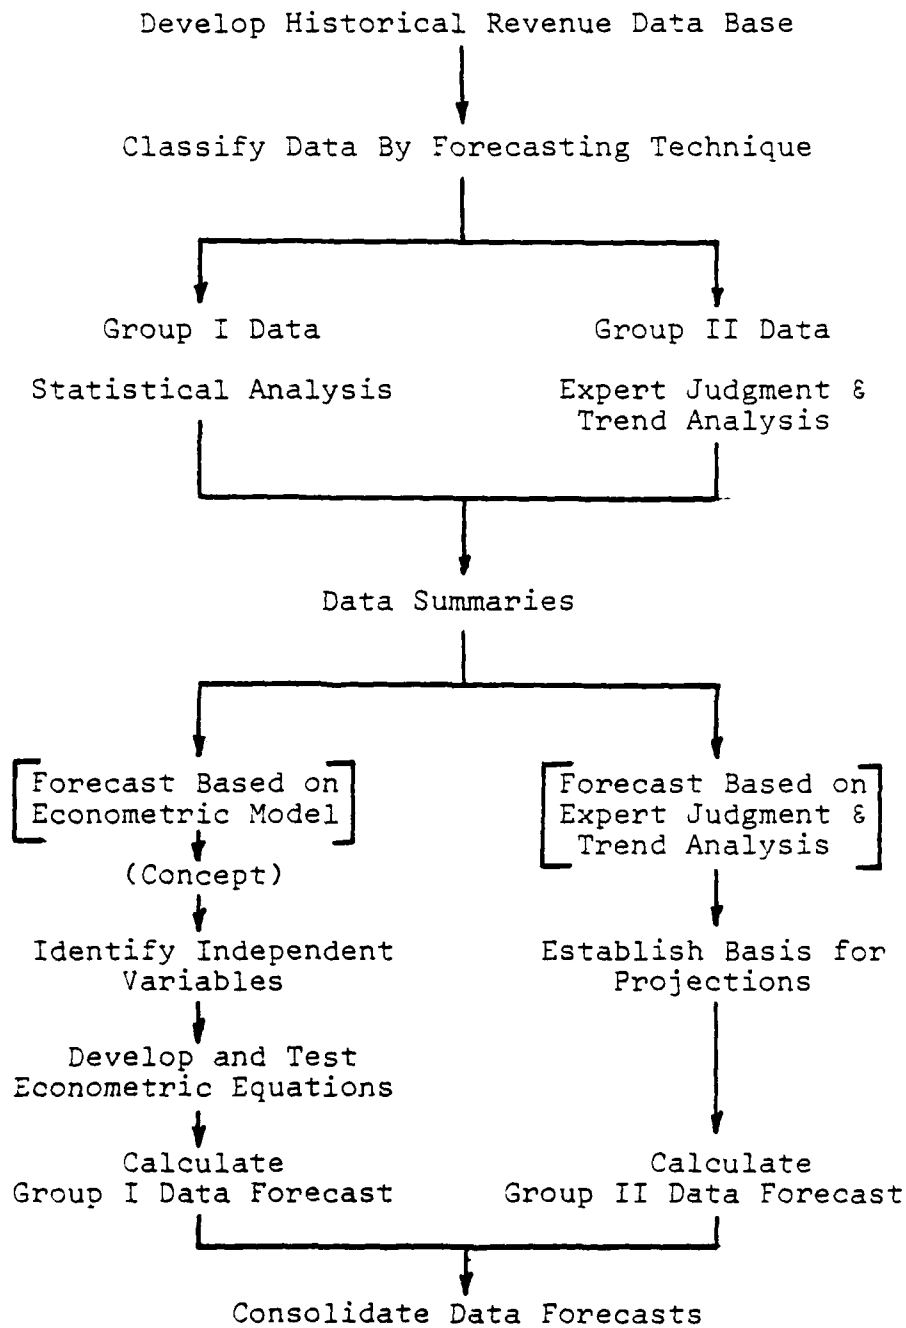 Develop Historical Revenue Data Base
Classify Data By Forecasting Technique
Group I Data
Statistical Analysis
Group II Data
Expert Judgment &
Trend Analysis
Data Summaries
Forecast Based on
Econometric Model
(Concept)
Identify Independent
Variables
Develop and Test
Econometric Equations
Calculate
Group I Data Forecast
Forecast Based on
Expert Judgment &
Trend Analysis
Establish Basis for
Projections
Calculate
Group II Data Forecast
Consolidate Data Forecasts